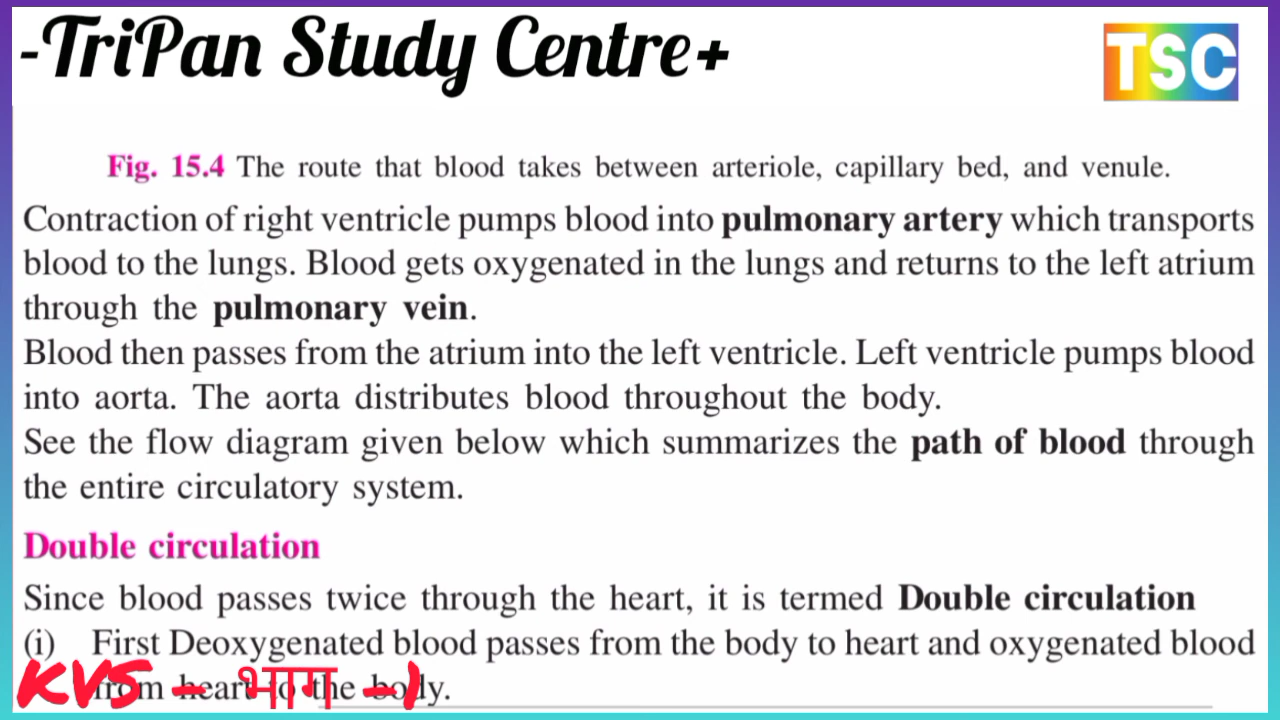 -TriPan Study Centre+
TSC
Fig. 15.4 The route that blood takes between arteriole, capillary bed, and venule.
Contraction of right ventricle pumps blood into pulmonary artery which transports
blood to the lungs. Blood gets oxygenated in the lungs and returns to the left atrium
through the pulmonary vein.
Blood then passes from the atrium into the left ventricle. Left ventricle pumps blood
into aorta. The aorta distributes blood throughout the body.
See the flow diagram given below which summarizes the path of blood through
the entire circulatory system.
Double circulation
Since blood passes twice through the heart, it is termed Double circulation
(i) First Deoxygenated blood passes from the body to heart and oxygenated blood
from heart to the body.
KVS - भाग -1